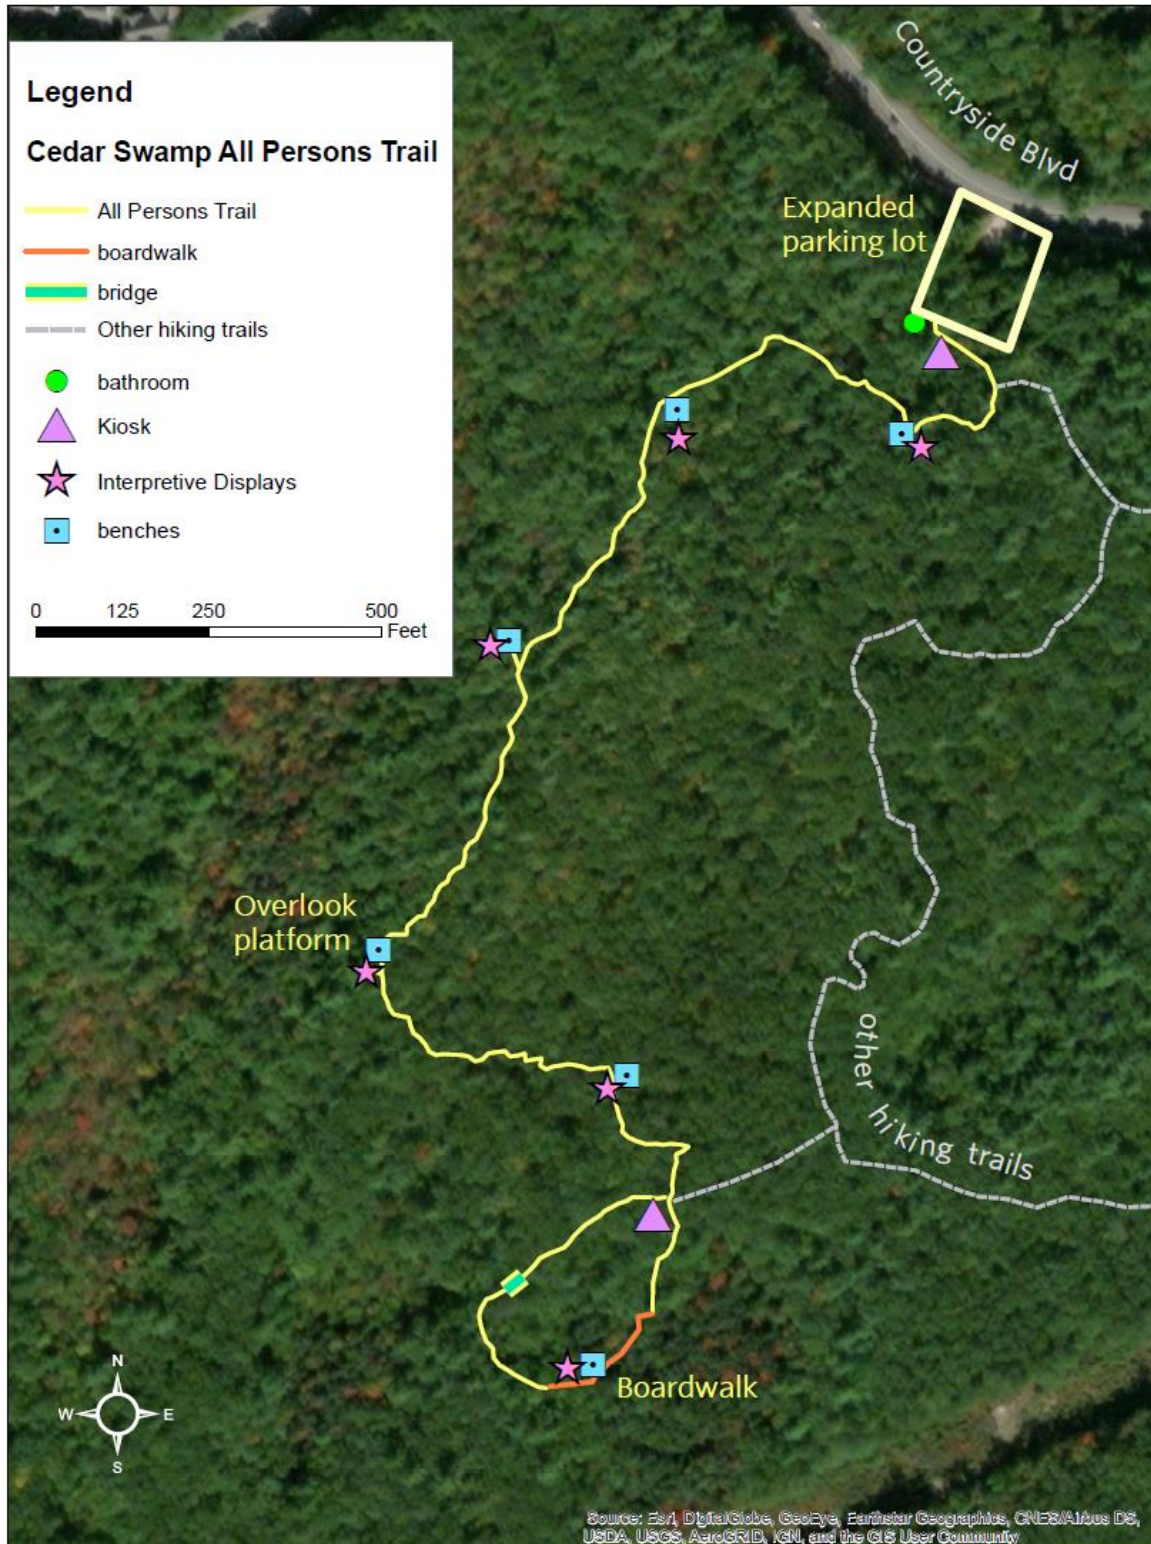 Legend
Cedar Swamp All Persons Trail
All Persons Trail
boardwalk
bridge
Other hiking trails
bathroom
Kiosk
Interpretive Displays
benches
0 125 250 500
Feet
Countryside Blvd
Expanded
parking lot
Overlook
platform
other hiking trails
Boardwalk
N
W E
S
Source: Esri, DigitalGlobe, GeoEye, Earthstar Geographics, CNES/Airbus DS,
USDA, USGS, AeroGRID, IGN, and the GIS User Community